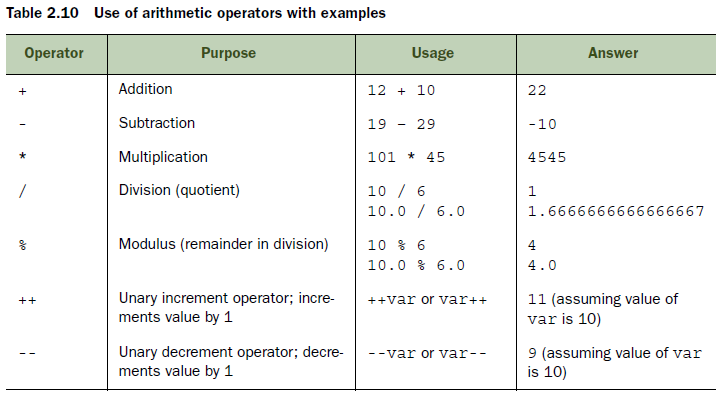 Table 2.10 Use of arithmetic operators with examples
Operator Purpose Usage Answer
+ Addition 12 + 10 22
- Subtraction 19 - 29 -10
* Multiplication 101 * 45 4545
/ Division (quotient) 10 / 6 1
10.0 / 6.0 1.6666666666666667
% Modulus (remainder in division) 10 % 6 4
10.0 % 6.0 4.0
++ Unary increment operator; incre- ++var or var++ 11 (assuming value of
ments value by 1 var is 10)
-- Unary decrement operator; decre- --var or var-- 9 (assuming value of var
ments value by 1 is 10)